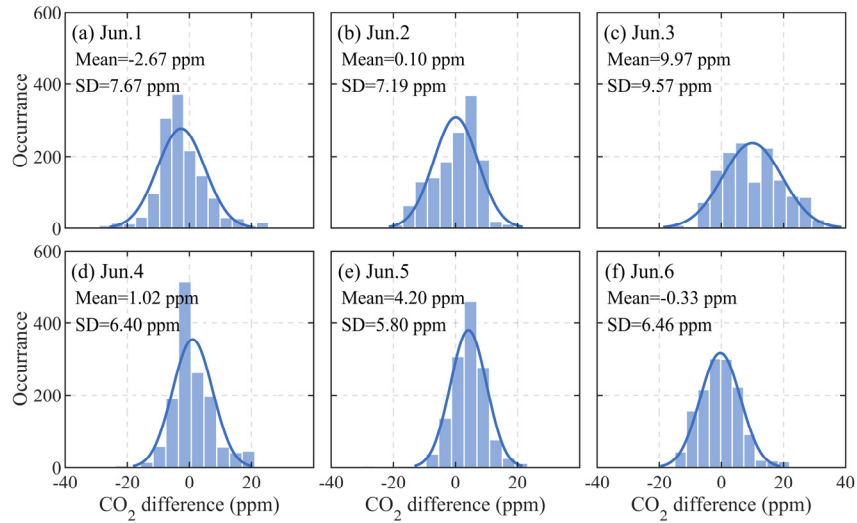 600
400
200
0
Occurrance
(a) Jun.1
Mean=-2.67 ppm
SD=7.67 ppm
(b) Jun.2
Mean=0.10 ppm
SD=7.19 ppm
(c) Jun.3
Mean=9.97 ppm
SD=9.57 ppm
600
400
200
0
Occurrance
(d) Jun.4
Mean=1.02 ppm
SD=6.40 ppm
(e) Jun.5
Mean=4.20 ppm
SD=5.80 ppm
(f) Jun.6
Mean=-0.33 ppm
SD=6.46 ppm
-40 -20 0 20 -40 -20 0 20 -40 -20 0 20 40
CO₂ difference (ppm) CO₂ difference (ppm) CO₂ difference (ppm)